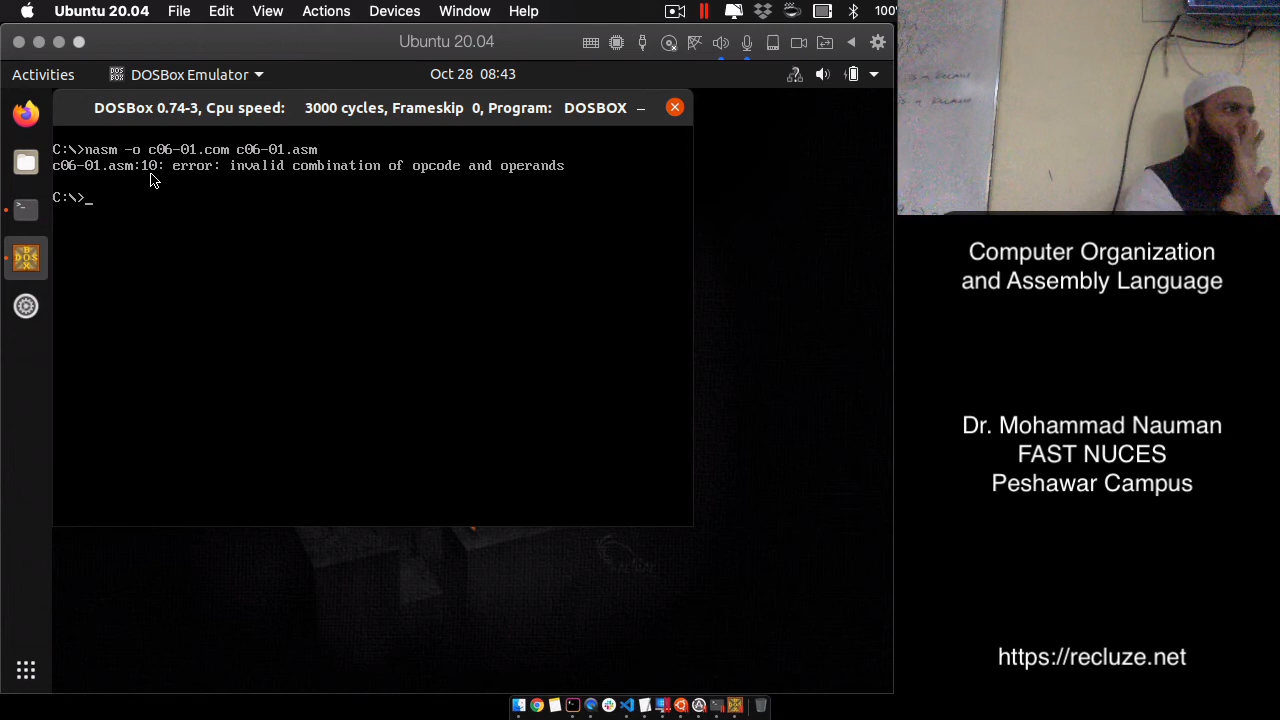 Ubuntu 20.04 File Edit View Actions Devices Window Help 100%
Ubuntu 20.04
Activities DOSBox Emulator Oct 28 08:43
DOSBox 0.74-3, Cpu speed: 3000 cycles, Frameskip 0, Program: DOSBOX
C:\>nasm -o c06-01.com c06-01.asm
c06-01.asm:10: error: invalid combination of opcode and operands
C:\>_
Computer Organization
and Assembly Language
Dr. Mohammad Nauman
FAST NUCES
Peshawar Campus
https://recluze.net